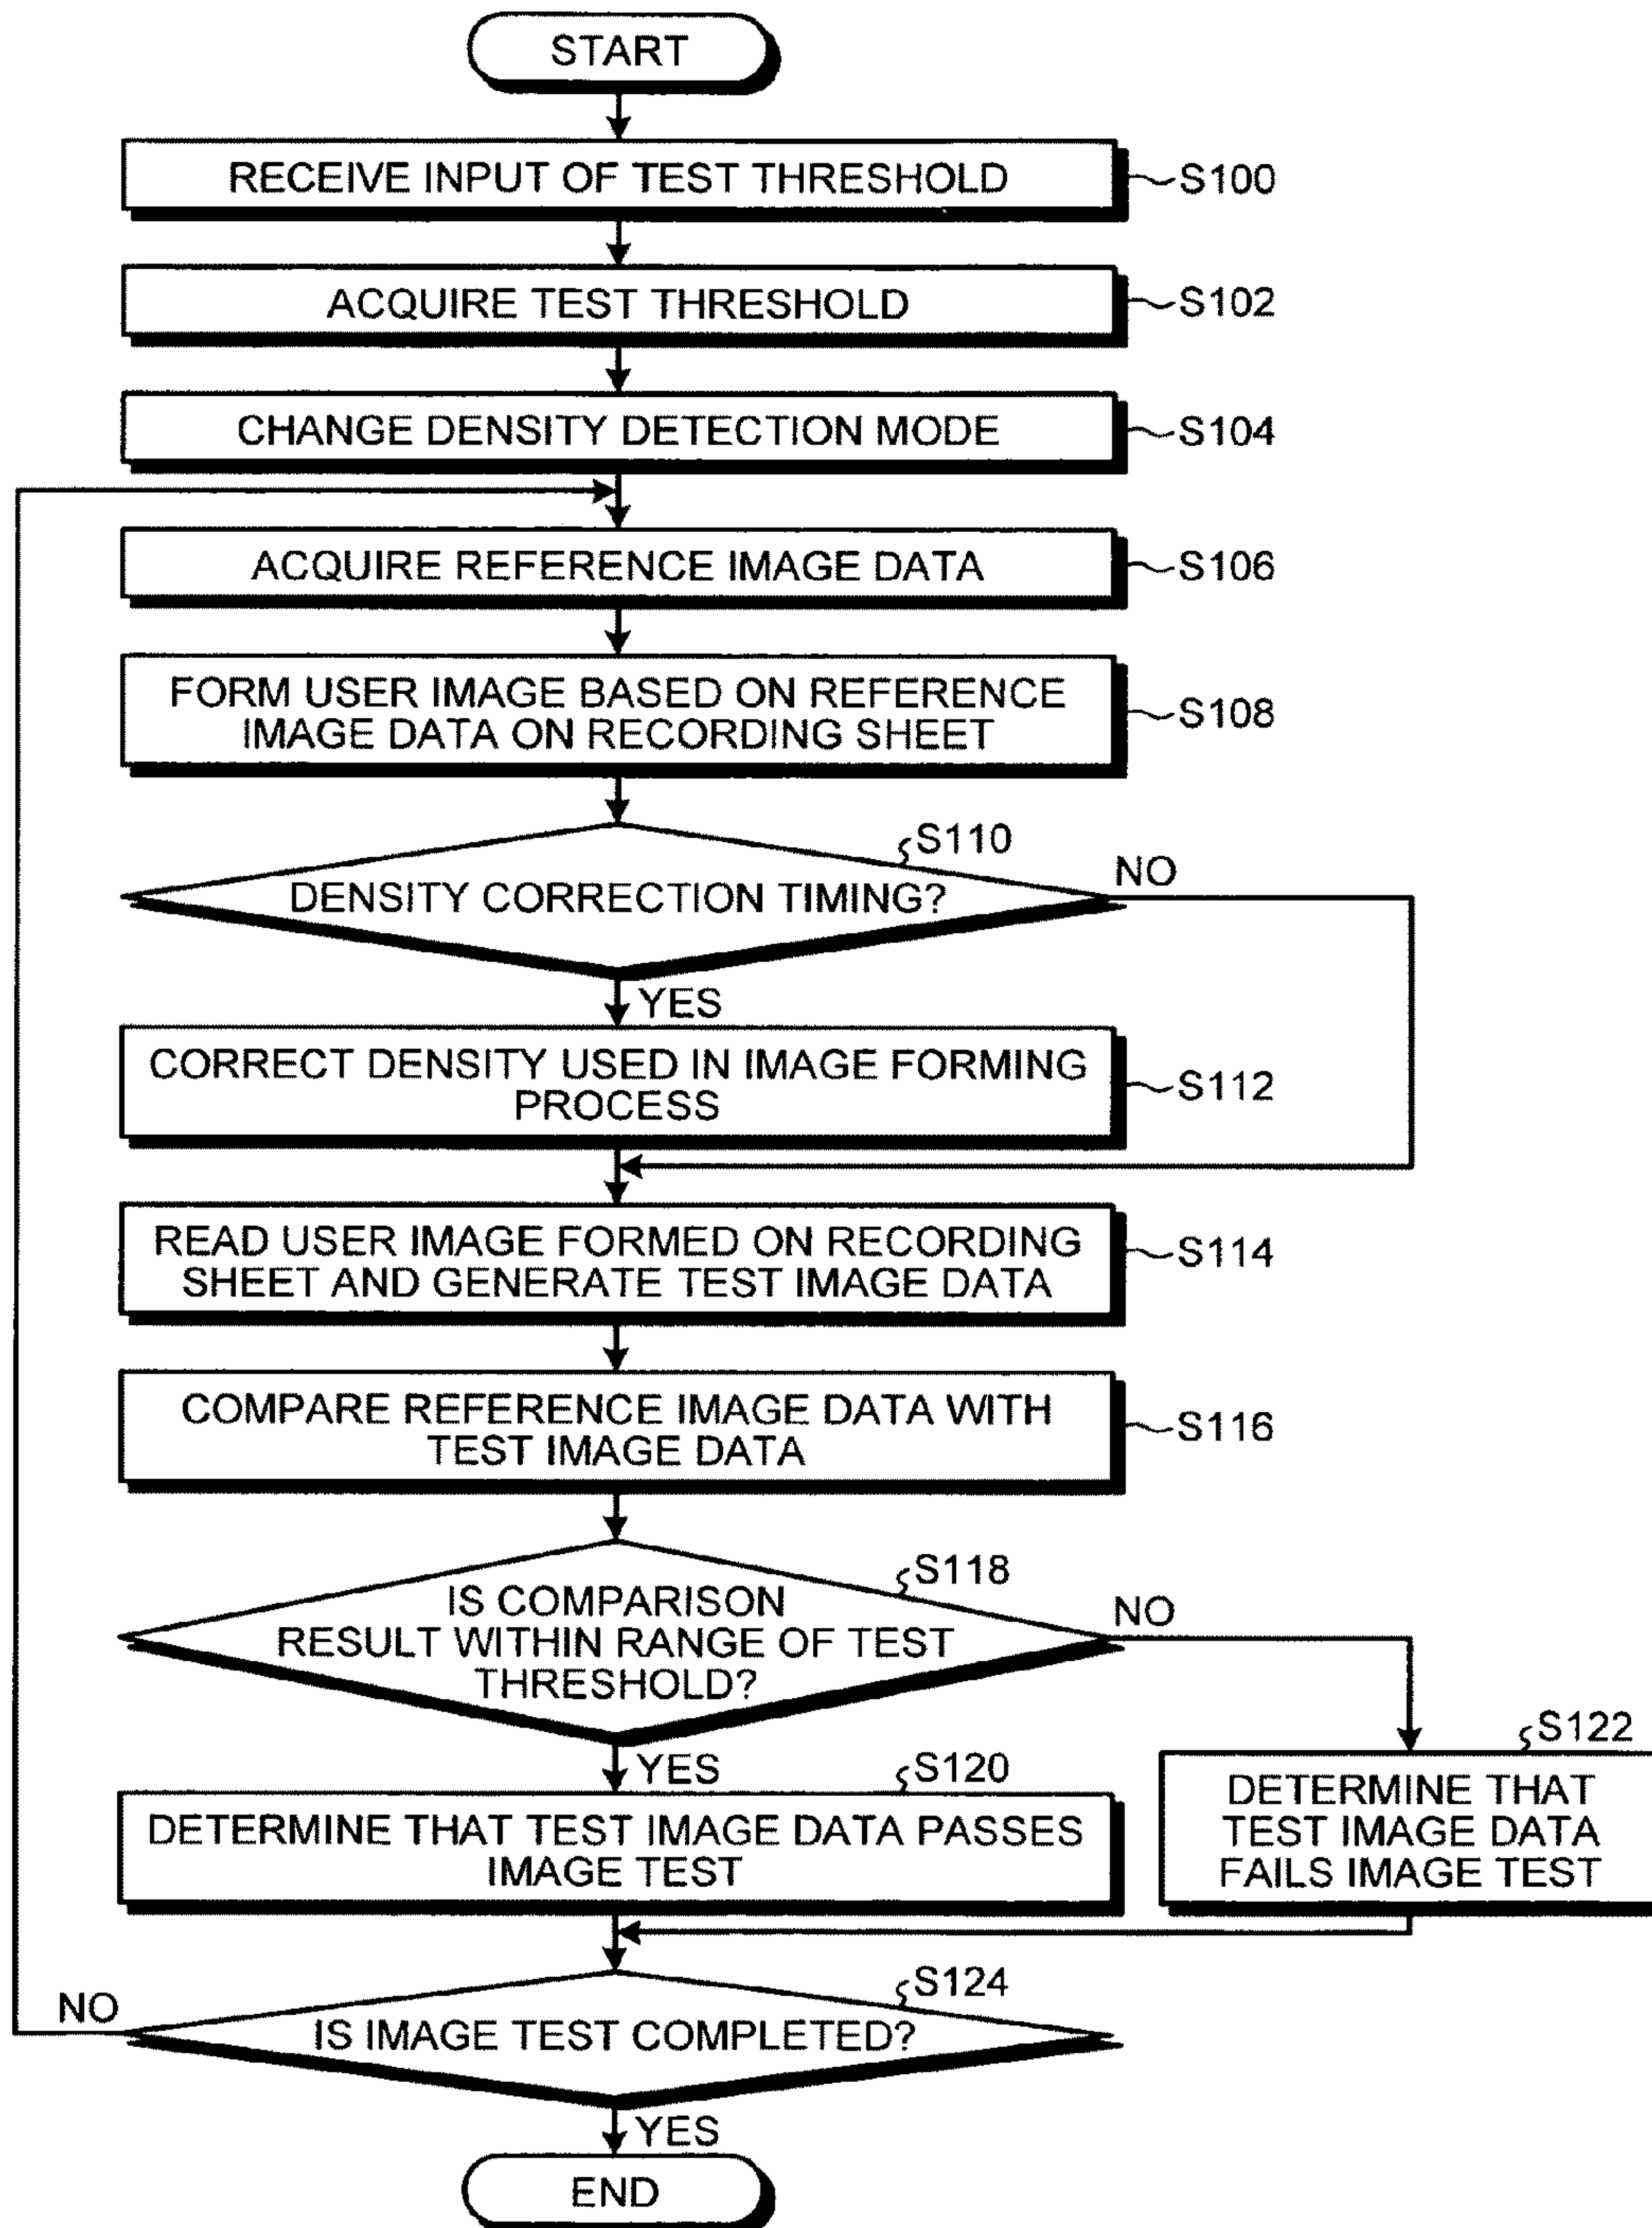 START
RECEIVE INPUT OF TEST THRESHOLD
S100
ACQUIRE TEST THRESHOLD
S102
CHANGE DENSITY DETECTION MODE
S104
ACQUIRE REFERENCE IMAGE DATA
S106
FORM USER IMAGE BASED ON REFERENCE
IMAGE DATA ON RECORDING SHEET
S108
S110
DENSITY CORRECTION TIMING?
NO
YES
CORRECT DENSITY USED IN IMAGE FORMING
PROCESS
S112
READ USER IMAGE FORMED ON RECORDING
SHEET AND GENERATE TEST IMAGE DATA
S114
COMPARE REFERENCE IMAGE DATA WITH
TEST IMAGE DATA
S116
S118
IS COMPARISON
RESULT WITHIN RANGE OF TEST
THRESHOLD?
NO
YES
S120
DETERMINE THAT TEST IMAGE DATA PASSES
IMAGE TEST
S122
DETERMINE THAT
TEST IMAGE DATA
FAILS IMAGE TEST
S124
IS IMAGE TEST COMPLETED?
NO
YES
END